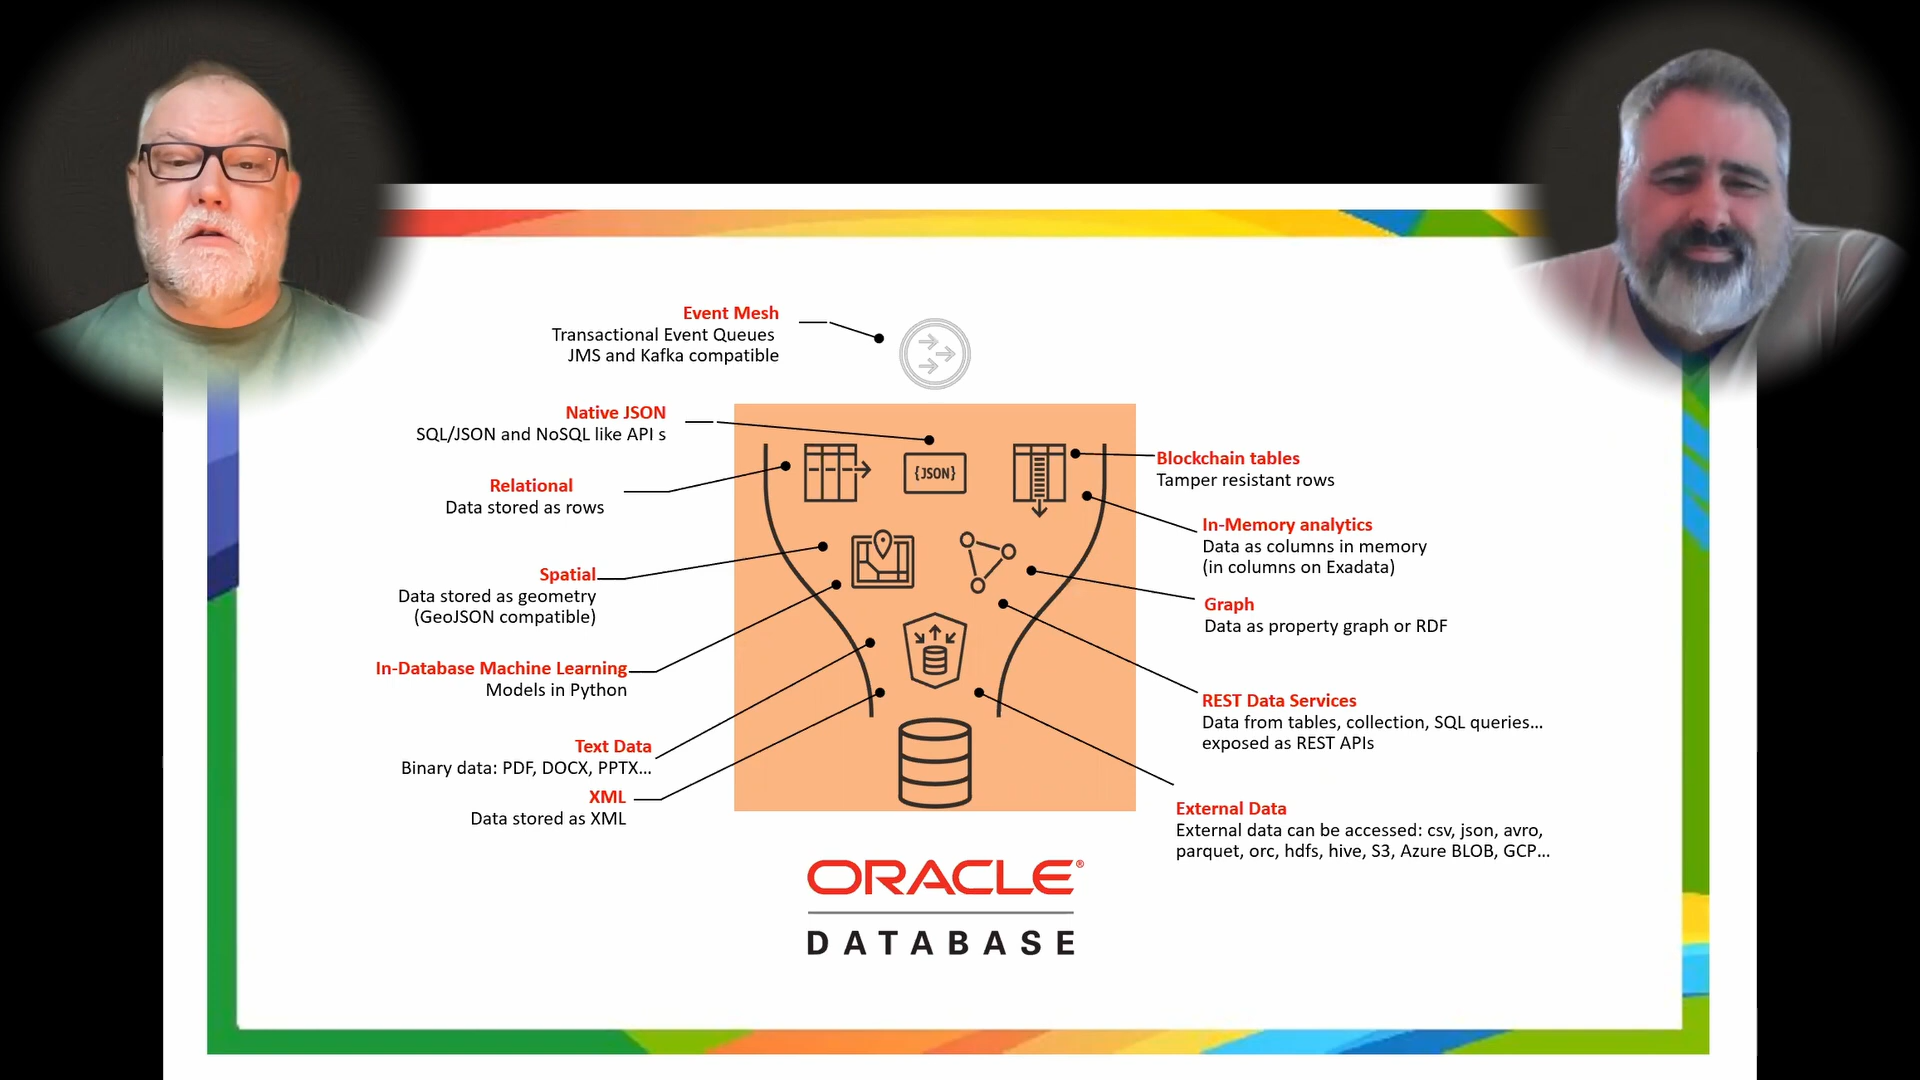 Event Mesh
Transactional Event Queues
JMS and Kafka compatible
Native JSON
SQL/JSON and NoSQL like API s
Relational
Data stored as rows
Spatial
Data stored as geometry
(GeoJSON compatible)
In-Database Machine Learning
Models in Python
Text Data
Binary data: PDF, DOCX, PPTX...
XML
Data stored as XML
{JSON}
Blockchain tables
Tamper resistant rows
In-Memory analytics
Data as columns in memory
(in columns on Exadata)
Graph
Data as property graph or RDF
REST Data Services
Data from tables, collection, SQL queries...
exposed as REST APIs
External Data
External data can be accessed: csv, json, avro,
parquet, orc, hdfs, hive, S3, Azure BLOB, GCP...
ORACLE®
DATABASE